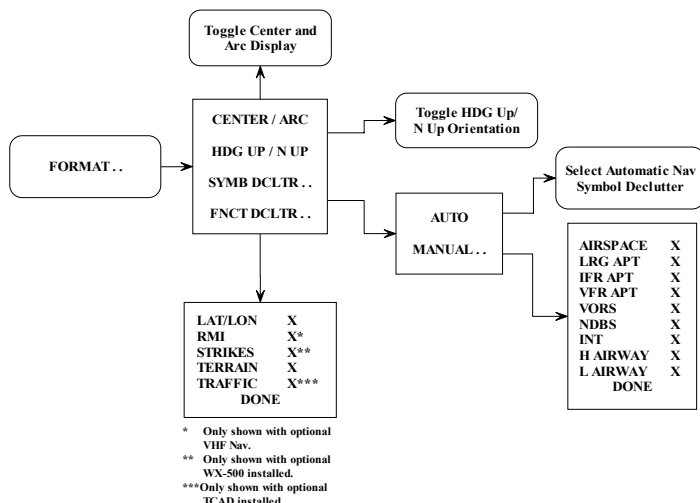 Toggle Center and
Arc Display
CENTER / ARC
HDG UP / N UP
SYMB DCLTR . .
FNCT DCLTR . .
Toggle HDG Up/
N Up Orientation
FORMAT . .
Select Automatic Nav
Symbol Declutter
AUTO
MANUAL . .
AIRSPACE X
LRG APT X
IFR APT X
VFR APT X
VORS X
NDBS X
INT X
H AIRWAY X
L AIRWAY X
DONE
LAT/LON X
RMI X*
STRIKES X**
TERRAIN X
TRAFFIC X***
DONE
* Only shown with optional
VHF Nav.
** Only shown with optional
WX-500 installed.
***Only shown with optional
TCAD installed